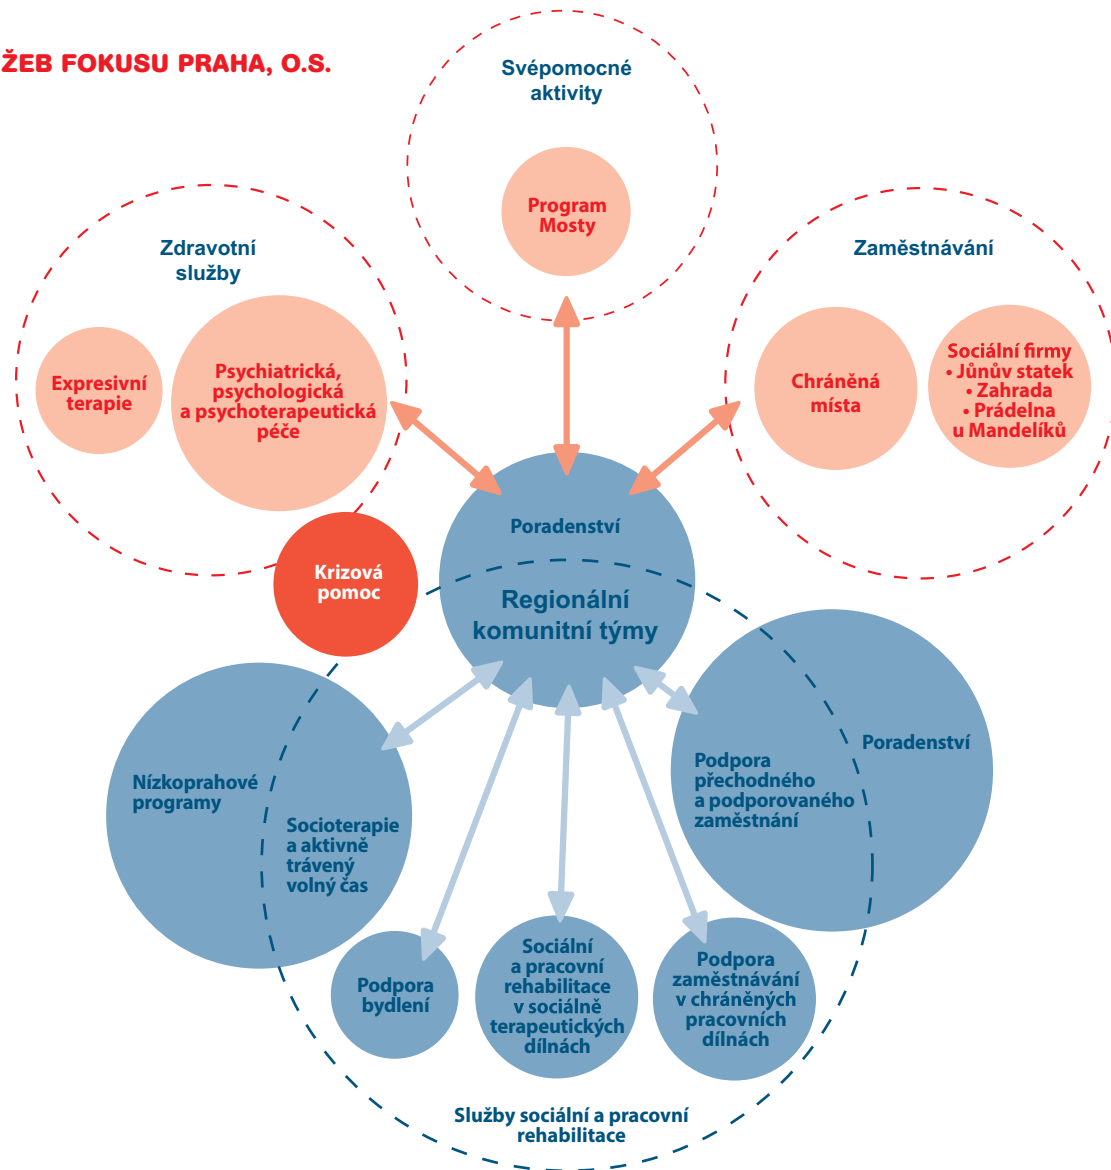 ŽEB FOKUSU PRAHA, O.S.
Svépomocné
aktivity
Program
Mosty
Zdravotní
služby
Expresivní
terapie
Psychiatrická,
psychologická
a psychoterapeutická
péče
Zaměstnávání
Chráněná
místa
Sociální firmy
• Jůnův statek
• Zahrada
• Prádelna
u Mandelíků
Krizová
pomoc
Poradenství
Regionální
komunitní týmy
Nízkoprahové
programy
Socioterapie
a aktivně
trávený
volný čas
Poradenství
Podpora
přechodného
a podporovaného
zaměstnání
Podpora
bydlení
Sociální
a pracovní
rehabilitace
v sociálně
terapeutických
dílnách
Podpora
zaměstnávání
v chráněných
pracovních
dílnách
Služby sociální a pracovní
rehabilitace